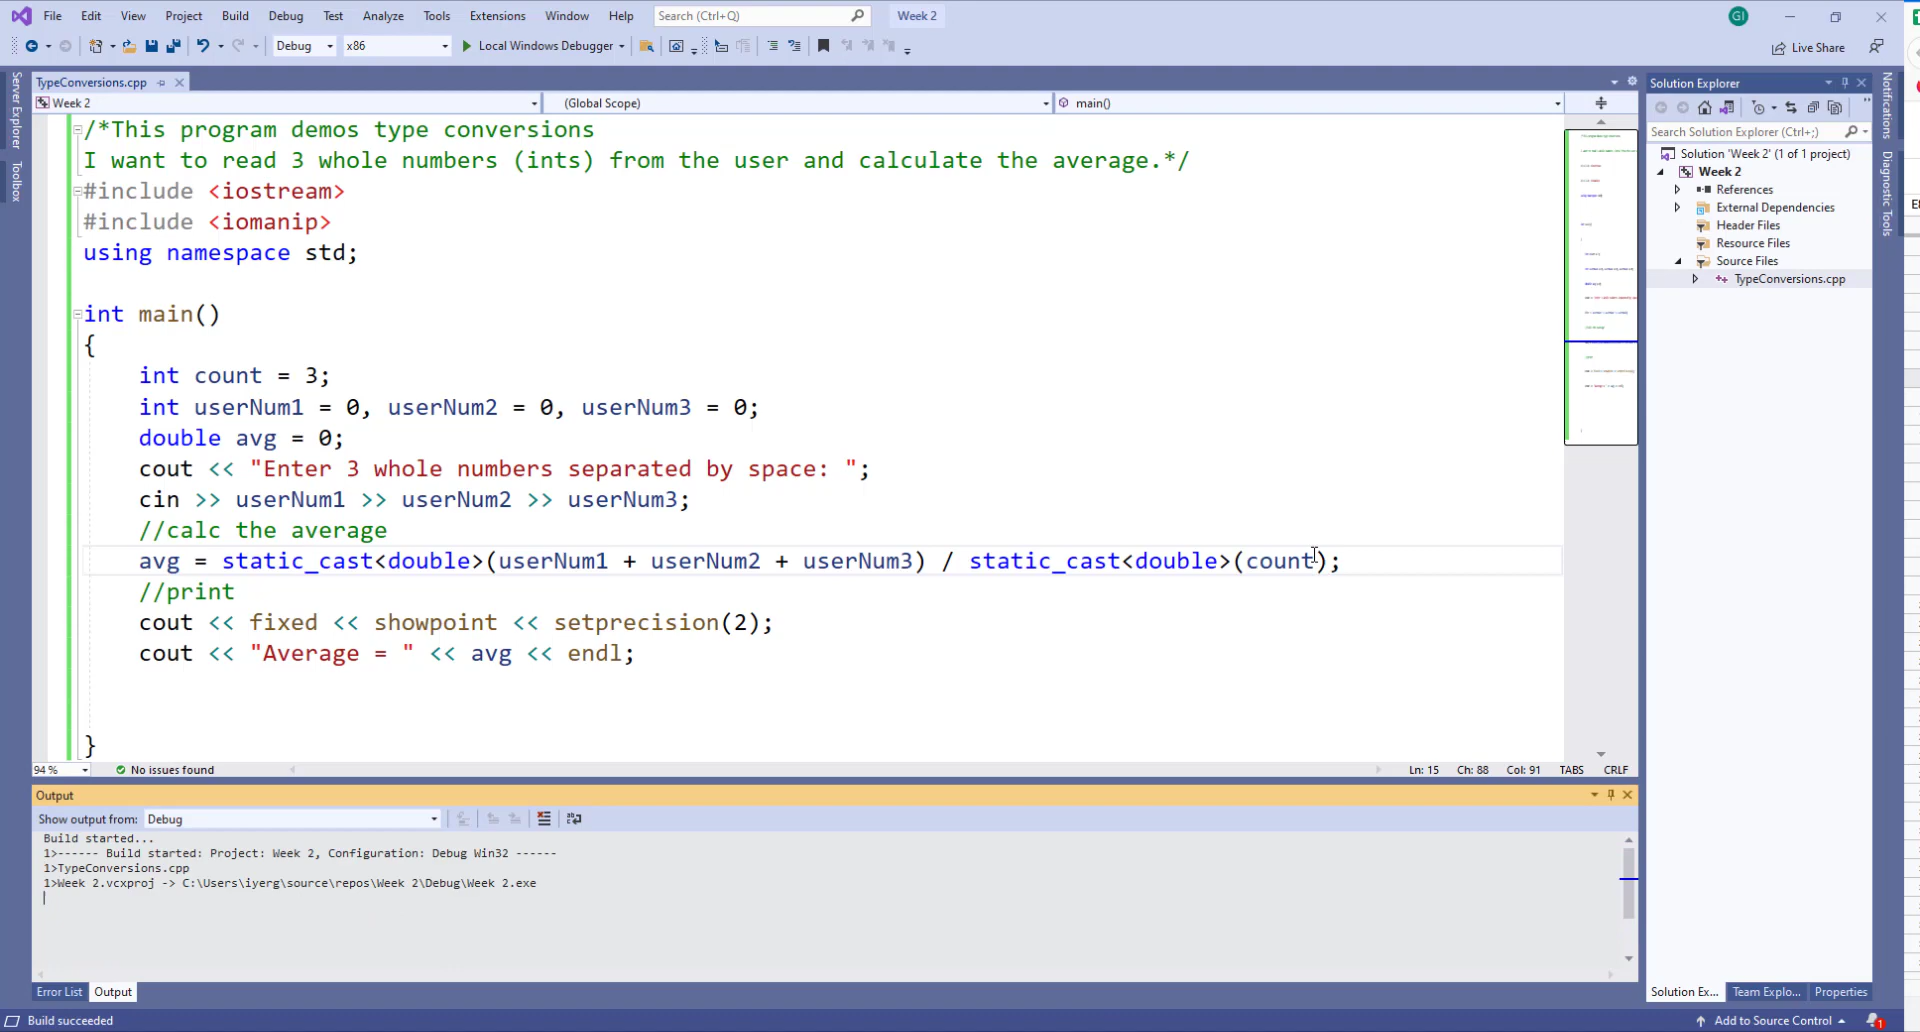 File Edit View Project Build Debug Test Analyze Tools Extensions Window Help Search (Ctrl+Q) Week 2 GI
Debug x86 Local Windows Debugger Live Share
TypeConversions.cpp
Week 2 (Global Scope) main()
Server Explorer
Toolbox
/*This program demos type conversions
I want to read 3 whole numbers (ints) from the user and calculate the average.*/
#include <iostream>
#include <iomanip>
using namespace std;
int main()
{
int count = 3;
int userNum1 = 0, userNum2 = 0, userNum3 = 0;
double avg = 0;
cout << "Enter 3 whole numbers separated by space: ";
cin >> userNum1 >> userNum2 >> userNum3;
//calc the average
avg = static_cast<double>(userNum1 + userNum2 + userNum3) / static_cast<double>(count);
//print
cout << fixed << showpoint << setprecision(2);
cout << "Average = " << avg << endl;
}
94 % No issues found Ln: 15 Ch: 88 Col: 91 TABS CRLF
Output
Show output from: Debug
Build started...
1>------ Build started: Project: Week 2, Configuration: Debug Win32 ------
1>TypeConversions.cpp
1>Week 2.vcxproj -> C:\Users\iyerg\source\repos\Week 2\Debug\Week 2.exe
Error List Output
Solution Explorer
Search Solution Explorer (Ctrl+;)
Solution 'Week 2' (1 of 1 project)
Week 2
References
External Dependencies
Header Files
Resource Files
Source Files
TypeConversions.cpp
Solution Ex... Team Explo... Properties
Notifications
Diagnostic Tools
Build succeeded Add to Source Control 1